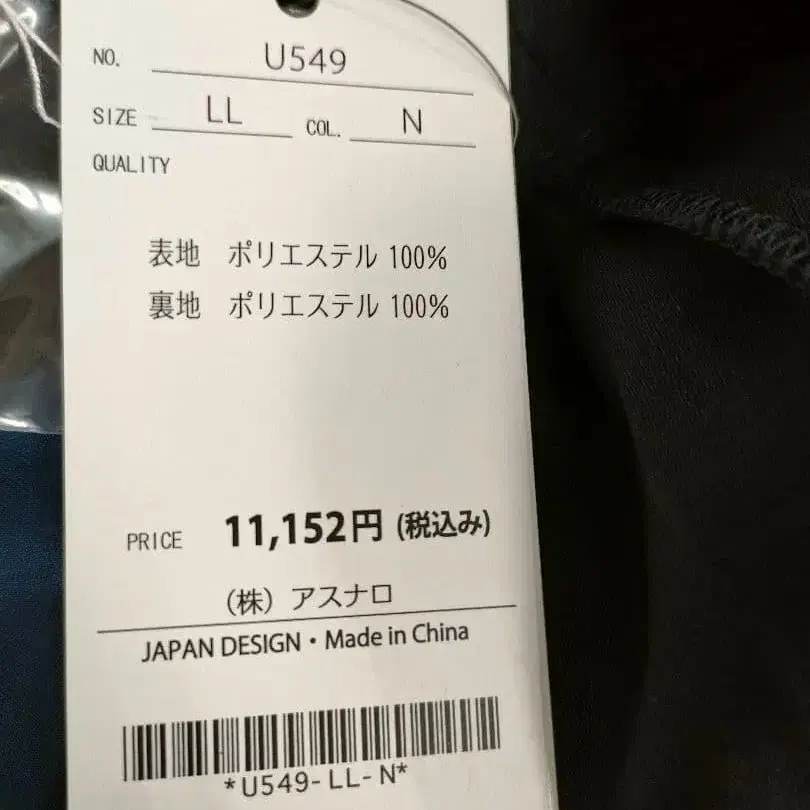 NO. U549
SIZE LL COL. N
QUALITY
表地 ポリエステル 100%
裏地 ポリエステル 100%
PRICE 11,152円 (税込み)
(株) アスナロ
JAPAN DESIGN・Made in China
*U549-LL-N*